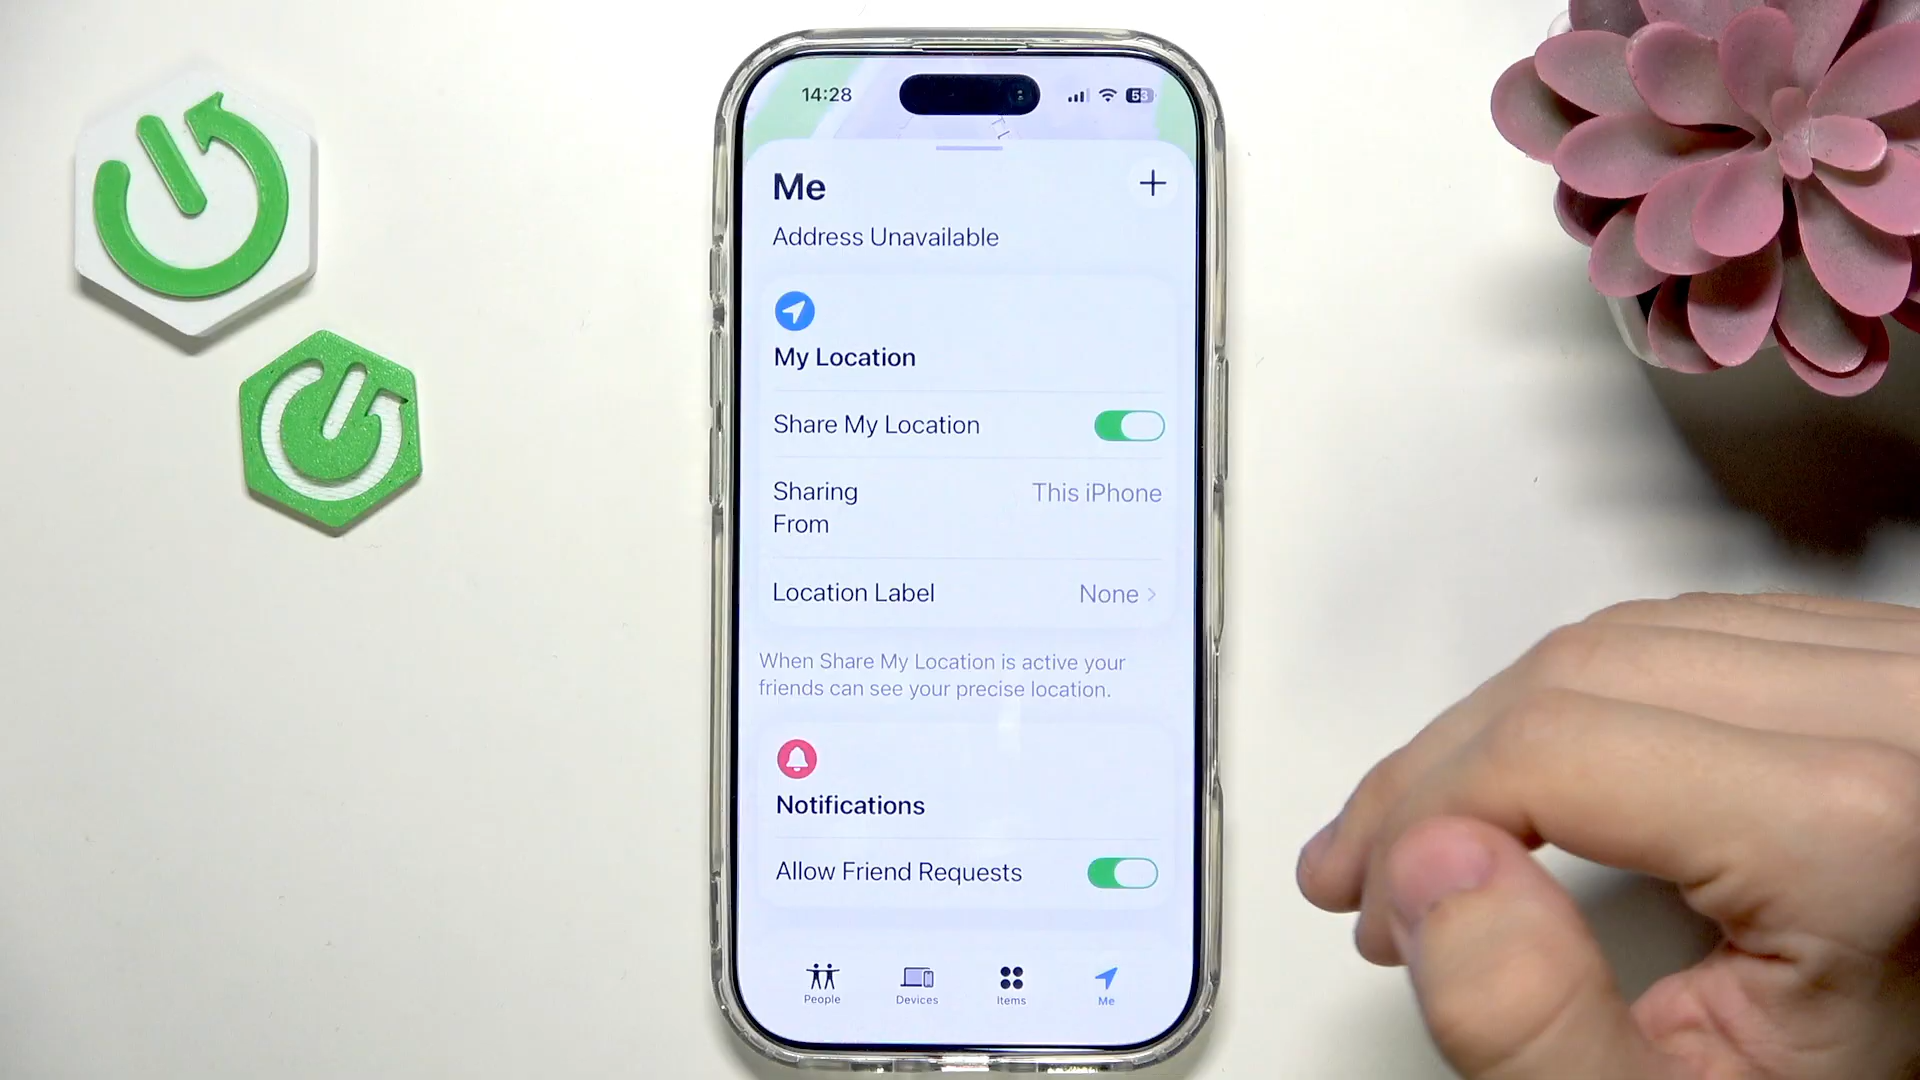 14:28
53
Me
Address Unavailable
My Location
Share My Location
Sharing
From
This iPhone
Location Label
None
When Share My Location is active your
friends can see your precise location.
Notifications
Allow Friend Requests
People
Devices
Items
Me